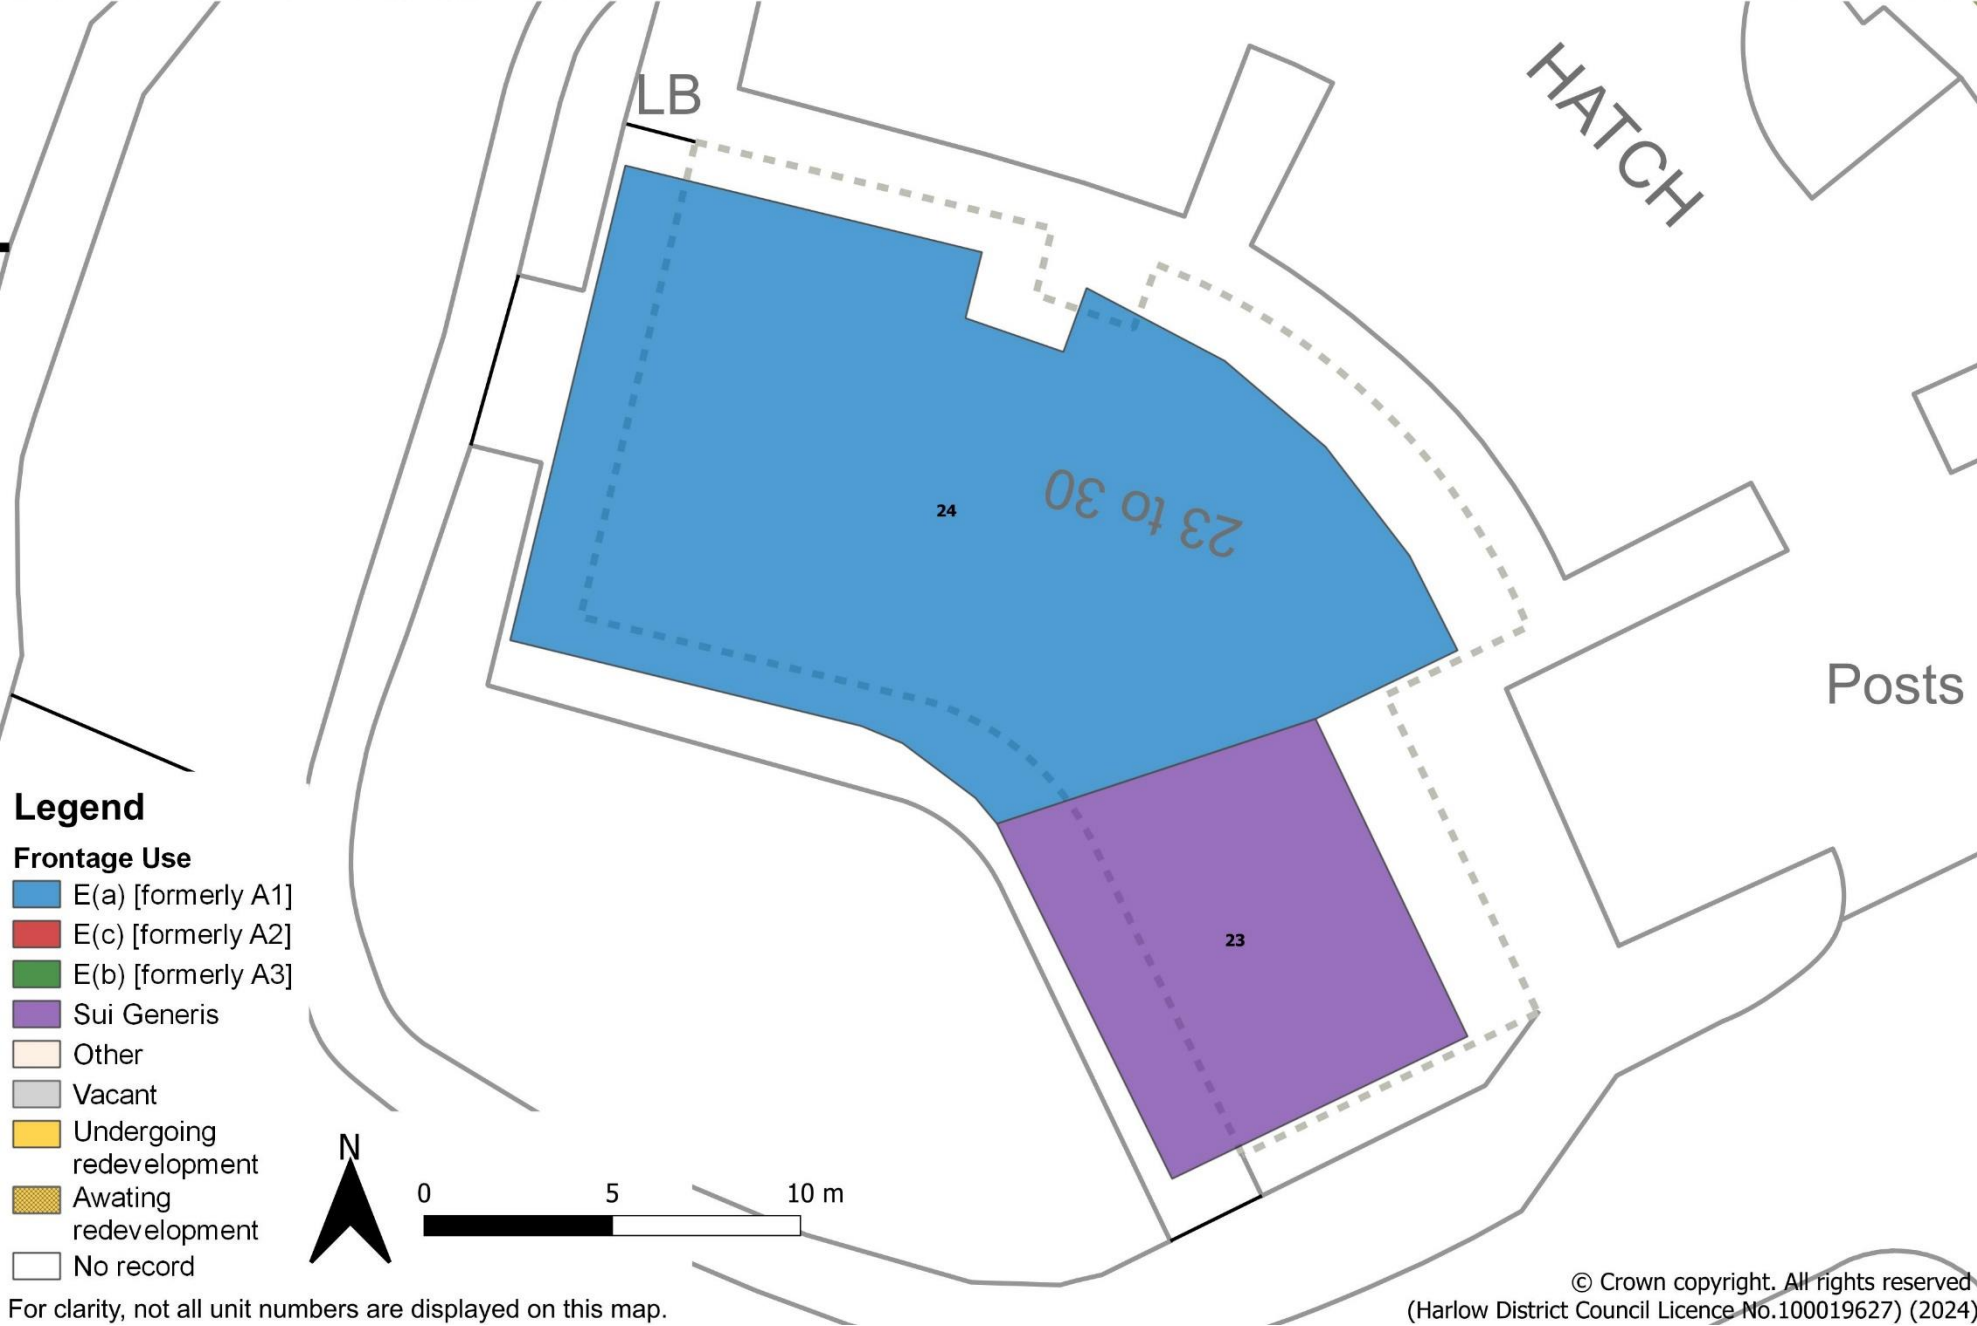 LB
HATCH
24
23 to 30
Posts
23
Legend
Frontage Use
E(a) [formerly A1]
E(c) [formerly A2]
E(b) [formerly A3]
Sui Generis
Other
Vacant
Undergoing
redevelopment
Awating
redevelopment
No record
N
0 5 10 m
For clarity, not all unit numbers are displayed on this map.
© Crown copyright. All rights reserved
(Harlow District Council Licence No.100019627) (2024)